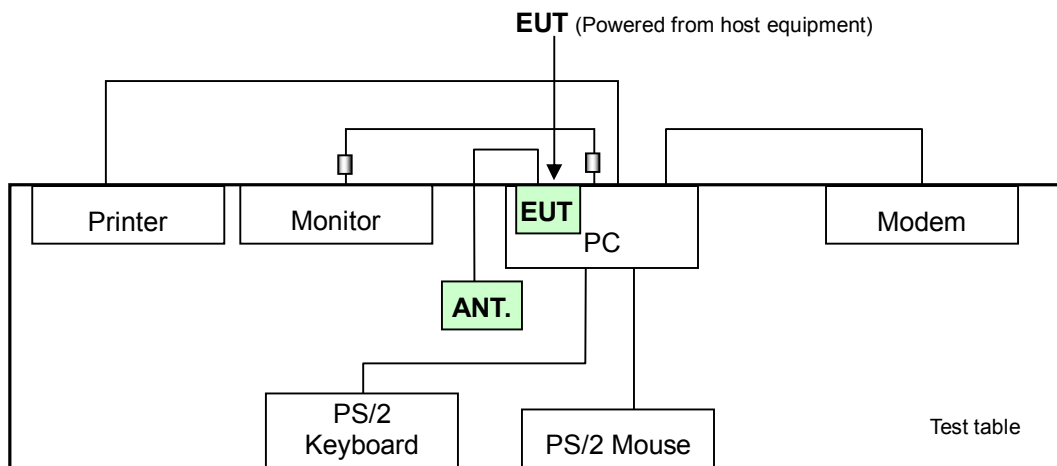 EUT (Powered from host equipment)
Printer
Monitor
EUT
PC
Modem
ANT.
PS/2
Keyboard
PS/2 Mouse
Test table